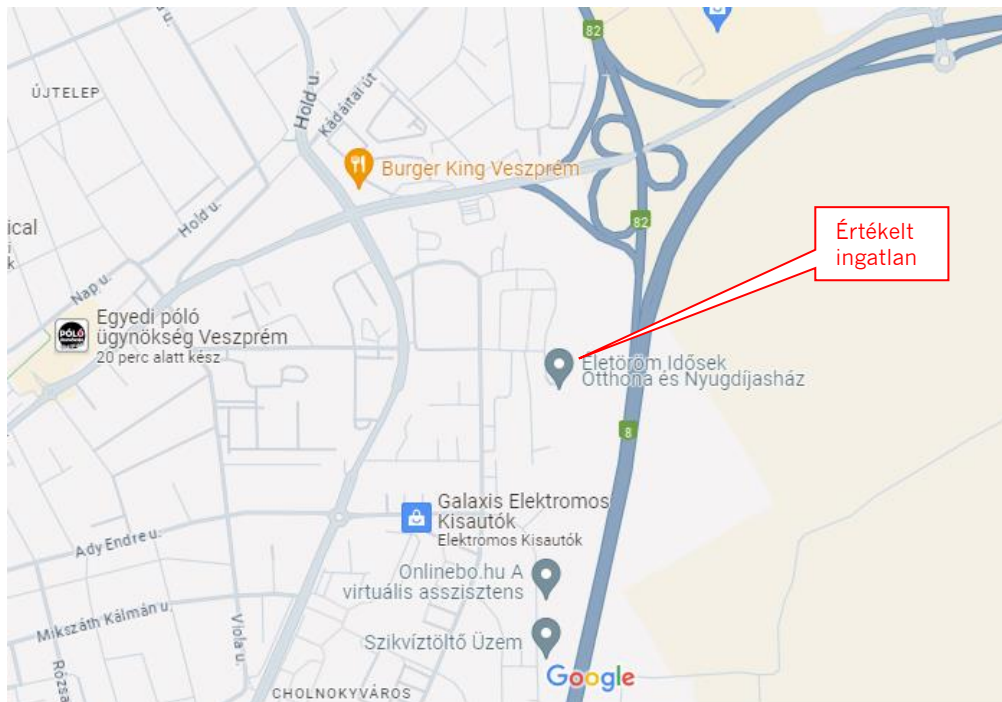 82
ÚJTELEP
Hold u.
Kádártai út
Burger King Veszprém
Hold u.
82
ical
k
Értékelt
ingatlan
Nap u.
Egyedi póló
ügynökség Veszprém
20 perc alatt kész
PÓLÓ
Életöröm Idősek
Otthona és Nyugdíjasház
8
Galaxis Elektromos
Kisautók
Elektromos Kisautók
Ady Endre u.
Onlinebo.hu A
virtuális asszisztens
Mikszáth Kálmán u.
Viola u.
Szikvíztöltő Üzem
Rózsa
Google
CHOLNOKYVÁROS